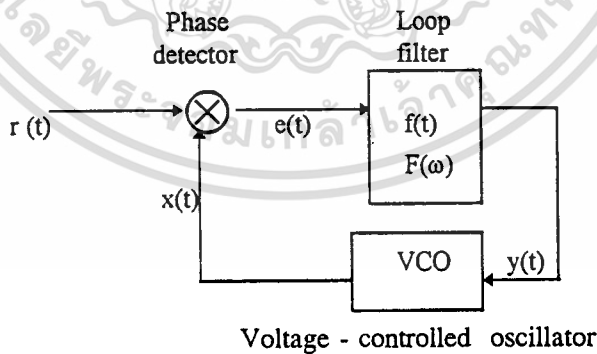 Phase
detector
Loop
filter
r (t)
e(t)
f(t)
F(ω)
x(t)
VCO
y(t)
Voltage - controlled oscillator